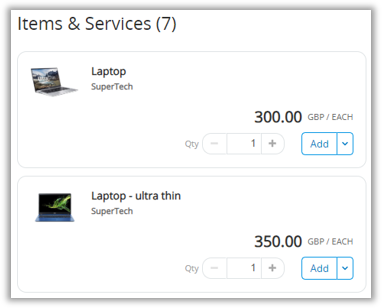 Items & Services (7)
Laptop
SuperTech
300.00 GBP / EACH
Qty − 1 + Add
Laptop - ultra thin
SuperTech
350.00 GBP / EACH
Qty − 1 + Add